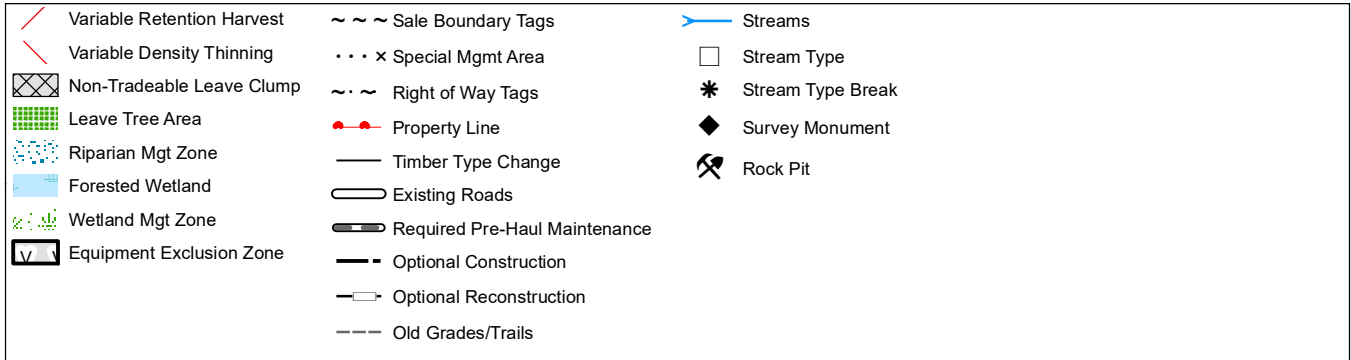 Variable Retention Harvest
Variable Density Thinning
Non-Tradeable Leave Clump
Leave Tree Area
Riparian Mgt Zone
Forested Wetland
Wetland Mgt Zone
Equipment Exclusion Zone
Sale Boundary Tags
Special Mgmt Area
Right of Way Tags
Property Line
Timber Type Change
Existing Roads
Required Pre-Haul Maintenance
Optional Construction
Optional Reconstruction
Old Grades/Trails
Streams
Stream Type
Stream Type Break
Survey Monument
Rock Pit